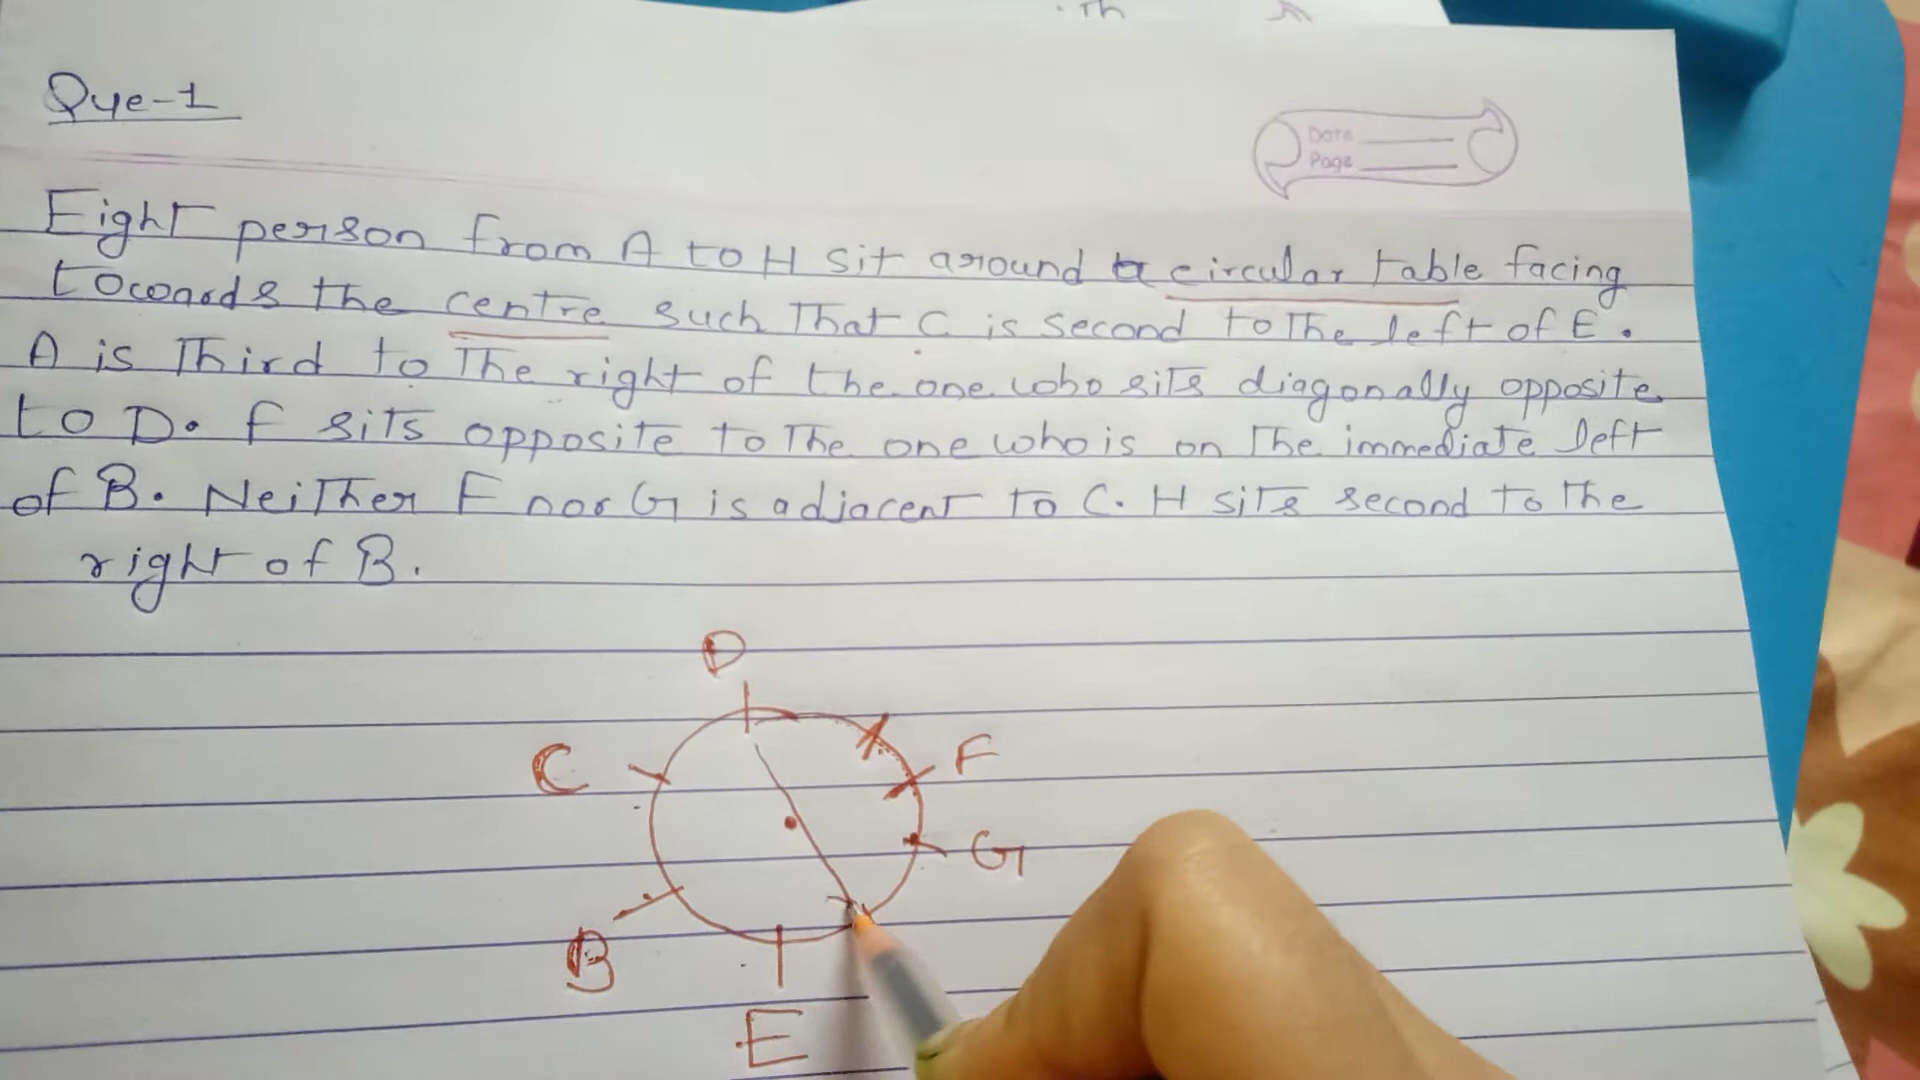 Th
Que-1
Date
Page
Eight person from A to H sit around a circular table facing
towards the centre such that C is second to the left of E.
A is Third to The right of the one who sits diagonally opposite
to D. F sits opposite to The one who is on The immediate left
of B. Neither F nor G is adjacent to C. H sits second to The
right of B.
D
C
F
G
B
E